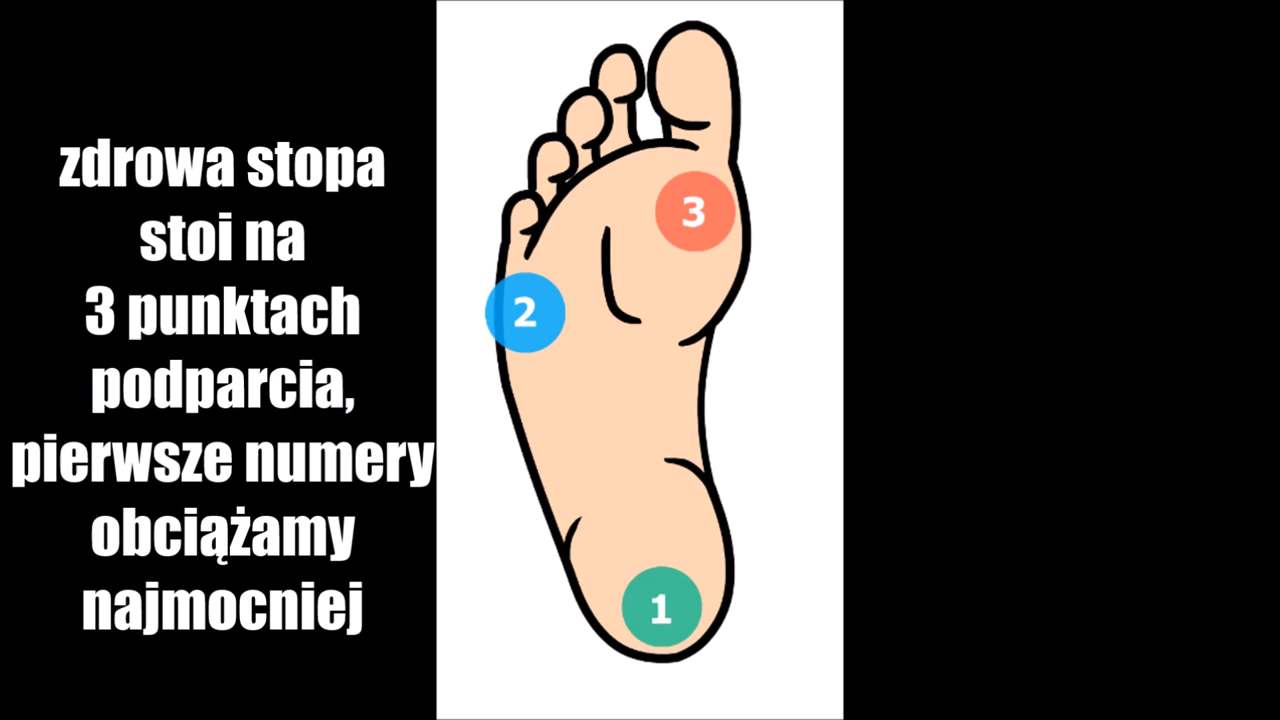 zdrowa stopa
stoi na
3 punktach
podparcia,
pierwsze numery
obciążamy
najmocniej
3
2
1